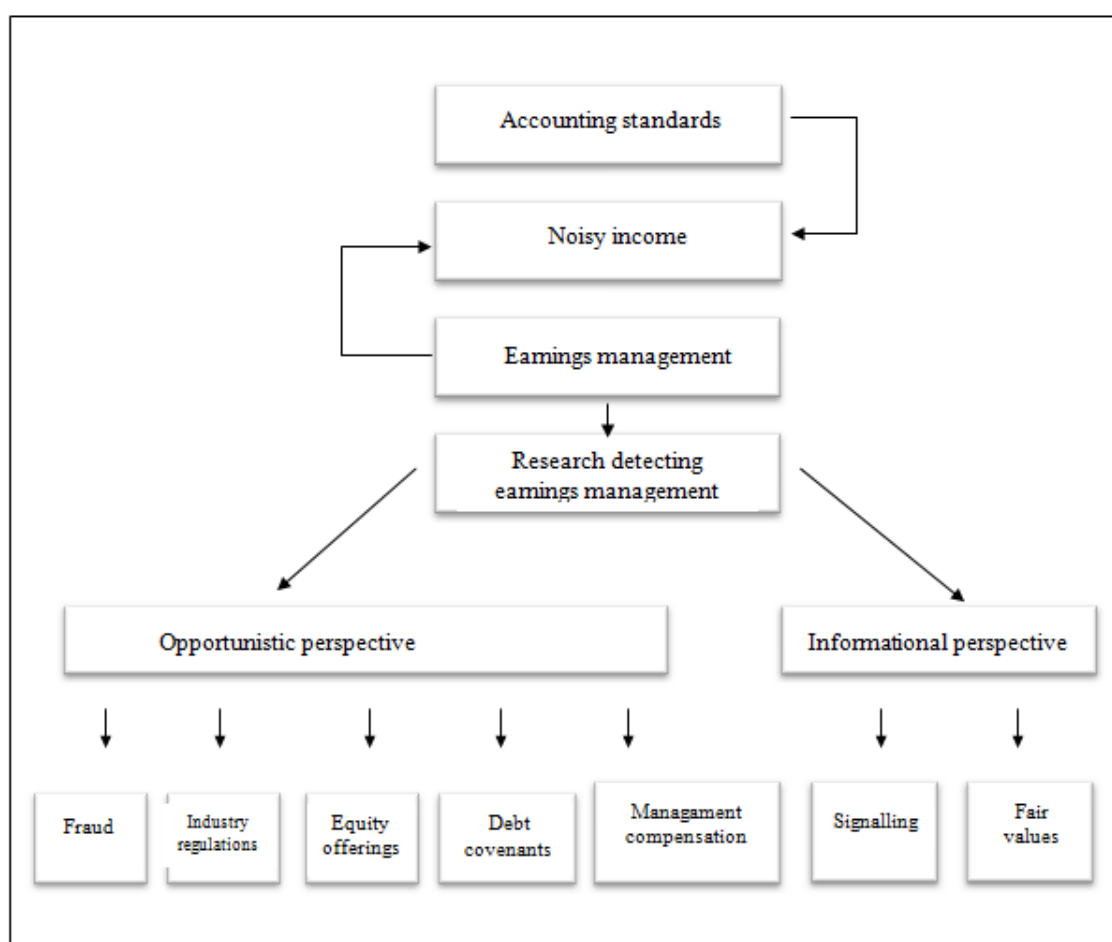 Accounting standards
Noisy income
Earnings management
Research detecting
earnings management
Opportunistic perspective
Informational perspective
Fraud
Industry
regulations
Equity
offerings
Debt
covenants
Managament
compensation
Signalling
Fair
values